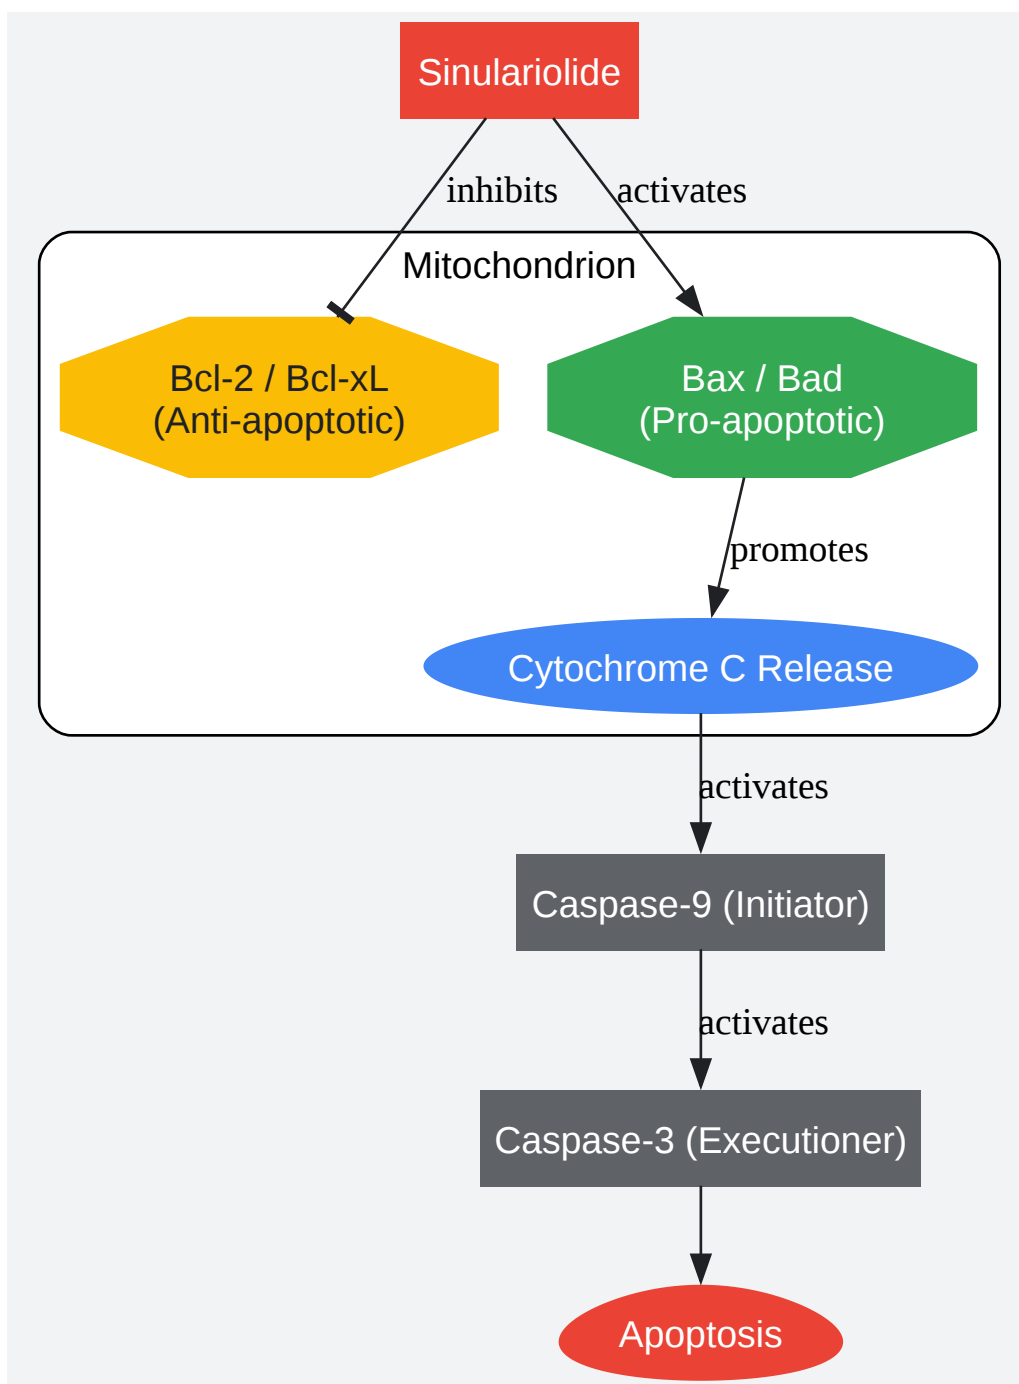 Sinulariolide
inhibits
activates
Mitochondrion
Bcl-2 / Bcl-xL
(Anti-apoptotic)
Bax / Bad
(Pro-apoptotic)
promotes
Cytochrome C Release
activates
Caspase-9 (Initiator)
activates
Caspase-3 (Executioner)
Apoptosis